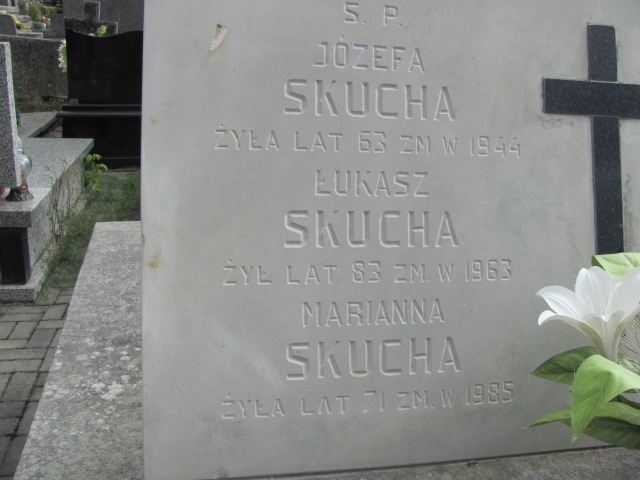 S. P.
JÓZEFA
SKUCHA
ŻYŁA LAT 63 ZM. W 1944
ŁUKASZ
SKUCHA
ŻYŁ LAT 83 ZM. W 1963
MARIANNA
SKUCHA
ŻYŁA LAT 71 ZM. W 1985